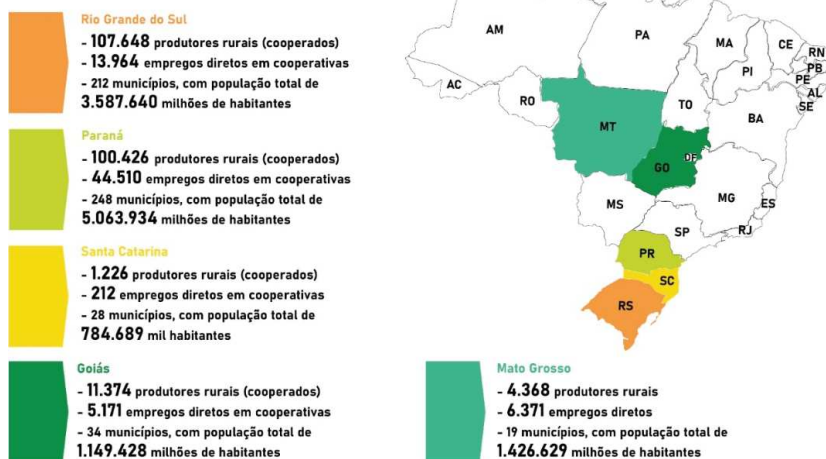 Rio Grande do Sul
- 107.648 produtores rurais (cooperados)
- 13.964 empregos diretos em cooperativas
- 212 municípios, com população total de
3.587.640 milhões de habitantes
Paraná
- 100.426 produtores rurais (cooperados)
- 44.510 empregos diretos em cooperativas
- 248 municípios, com população total de
5.063.934 milhões de habitantes
Santa Catarina
- 1.226 produtores rurais (cooperados)
- 212 empregos diretos em cooperativas
- 28 municípios, com população total de
784.689 mil habitantes
Goiás
- 11.374 produtores rurais (cooperados)
- 5.171 empregos diretos em cooperativas
- 34 municípios, com população total de
1.149.428 milhões de habitantes
Mato Grosso
- 4.368 produtores rurais
- 6.371 empregos diretos
- 19 municípios, com população total de
1.426.629 milhões de habitantes
AM
PA
MA
CE
RN
PB
PE
PI
AL
SE
AC
RO
TO
BA
MT
DF
GO
MG
ES
MS
SP
RJ
PR
SC
RS